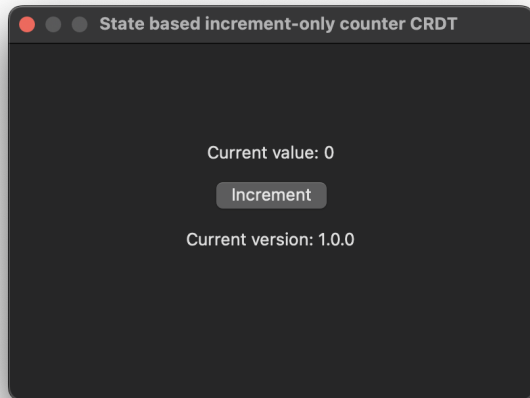 State based increment-only counter CRDT
Current value: 0
Increment
Current version: 1.0.0